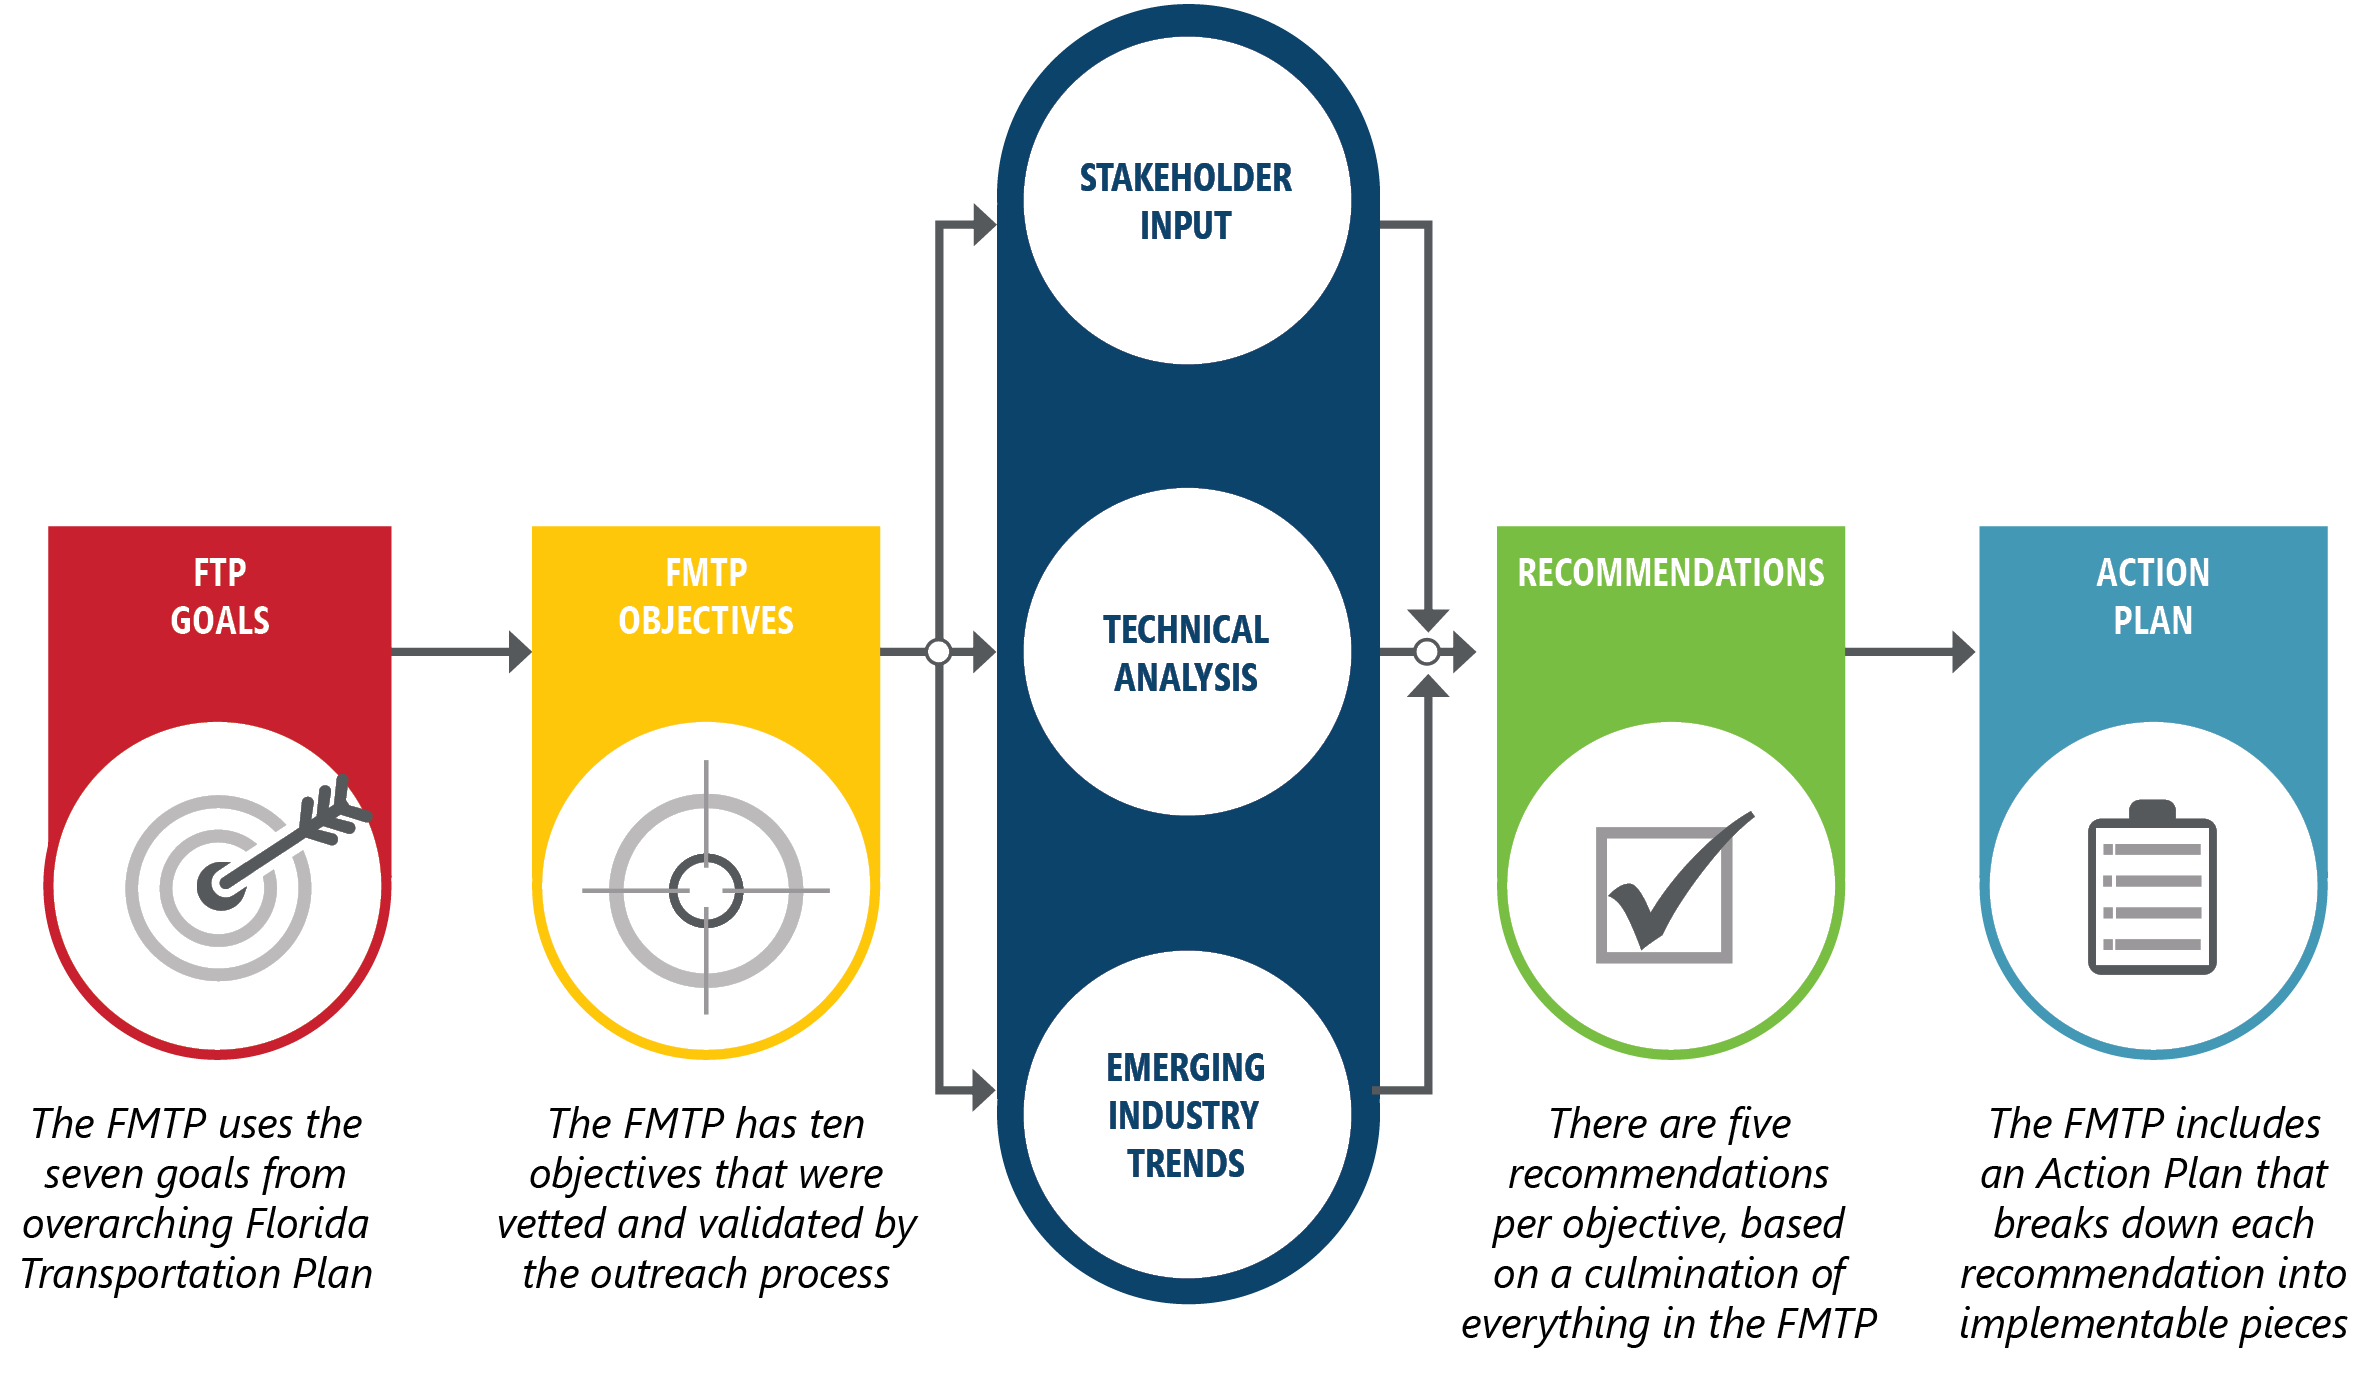 STAKEHOLDER
INPUT
FTP
GOALS
FMTP
OBJECTIVES
TECHNICAL
ANALYSIS
RECOMMENDATIONS
ACTION
PLAN
EMERGING
INDUSTRY
TRENDS
The FMTP uses the
seven goals from
overarching Florida
Transportation Plan
The FMTP has ten
objectives that were
vetted and validated by
the outreach process
There are five
recommendations
per objective, based
on a culmination of
everything in the FMTP
The FMTP includes
an Action Plan that
breaks down each
recommendation into
implementable pieces